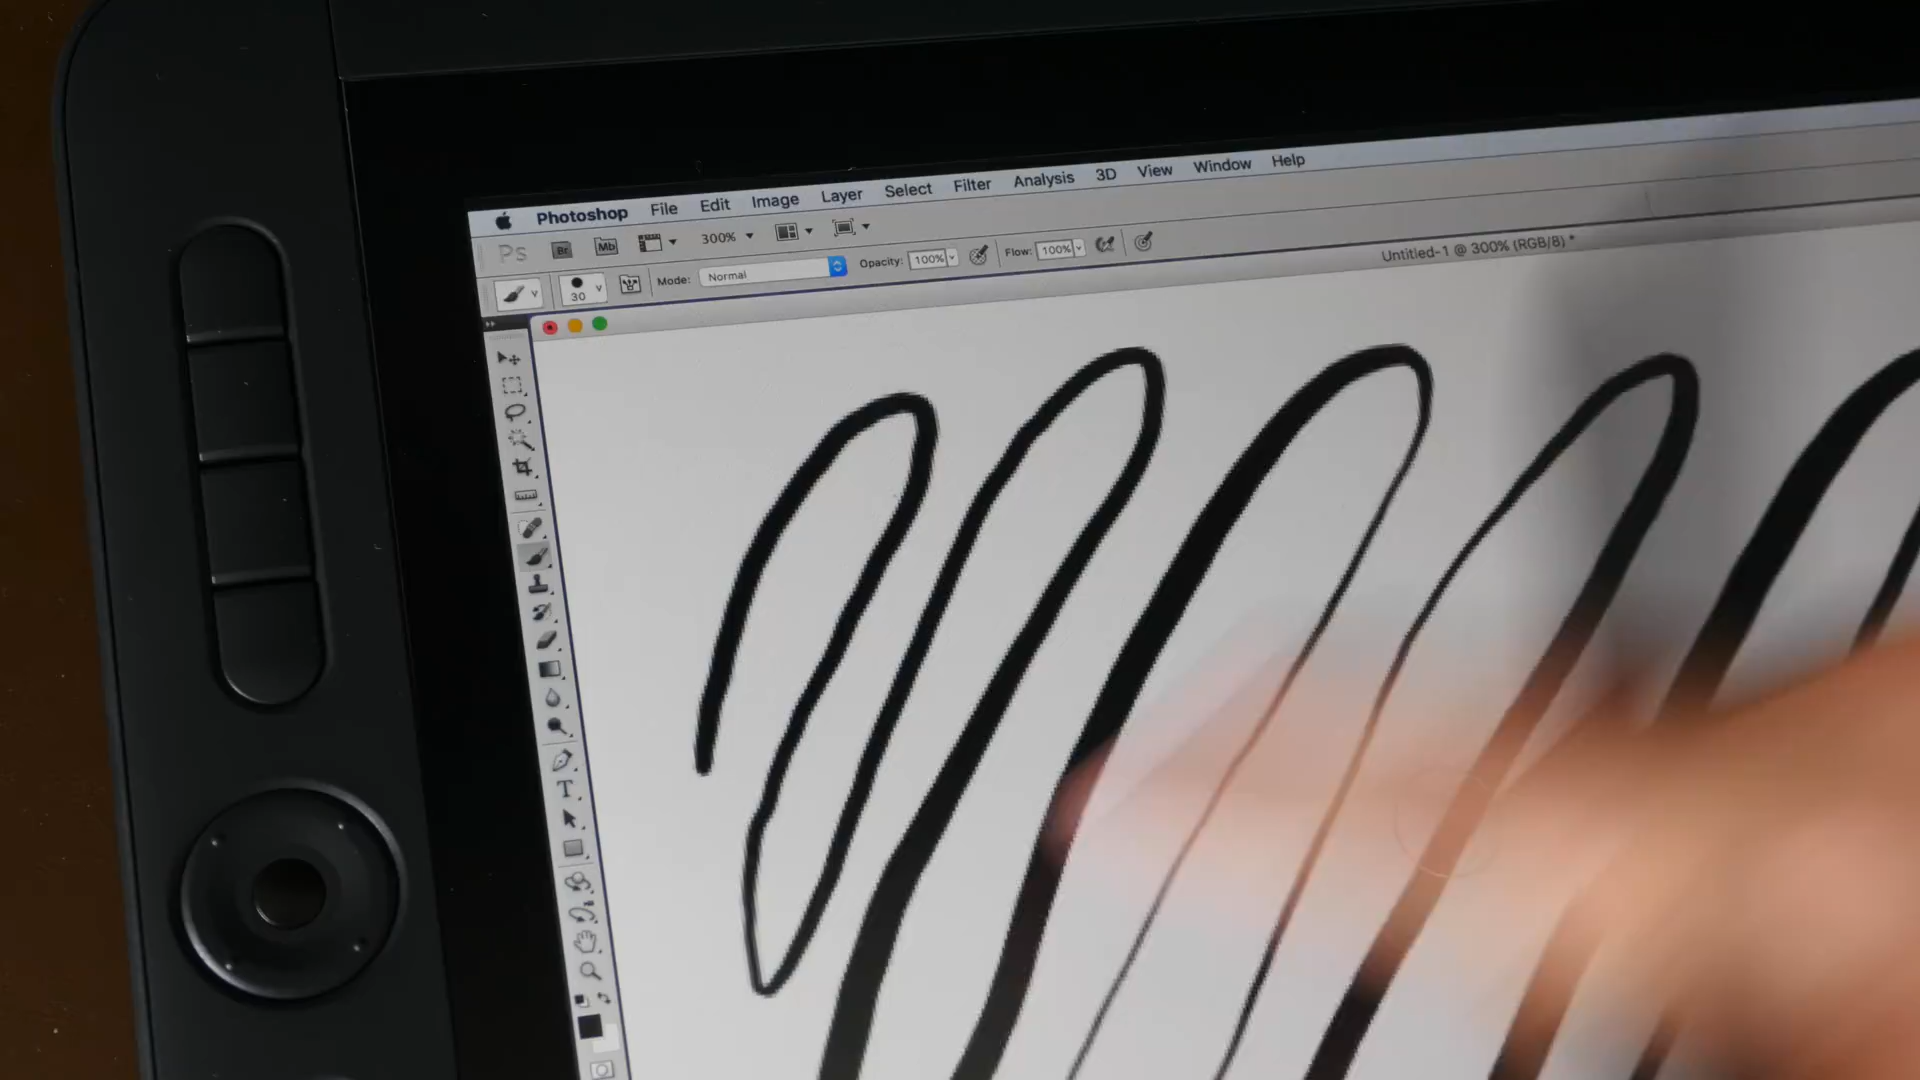 Photoshop File Edit Image Layer Select Filter Analysis 3D View Window Help
Ps Br Mb 300%
30 Mode: Normal Opacity: 100% Flow: 100%
Untitled-1 @ 300% (RGB/8) *
T